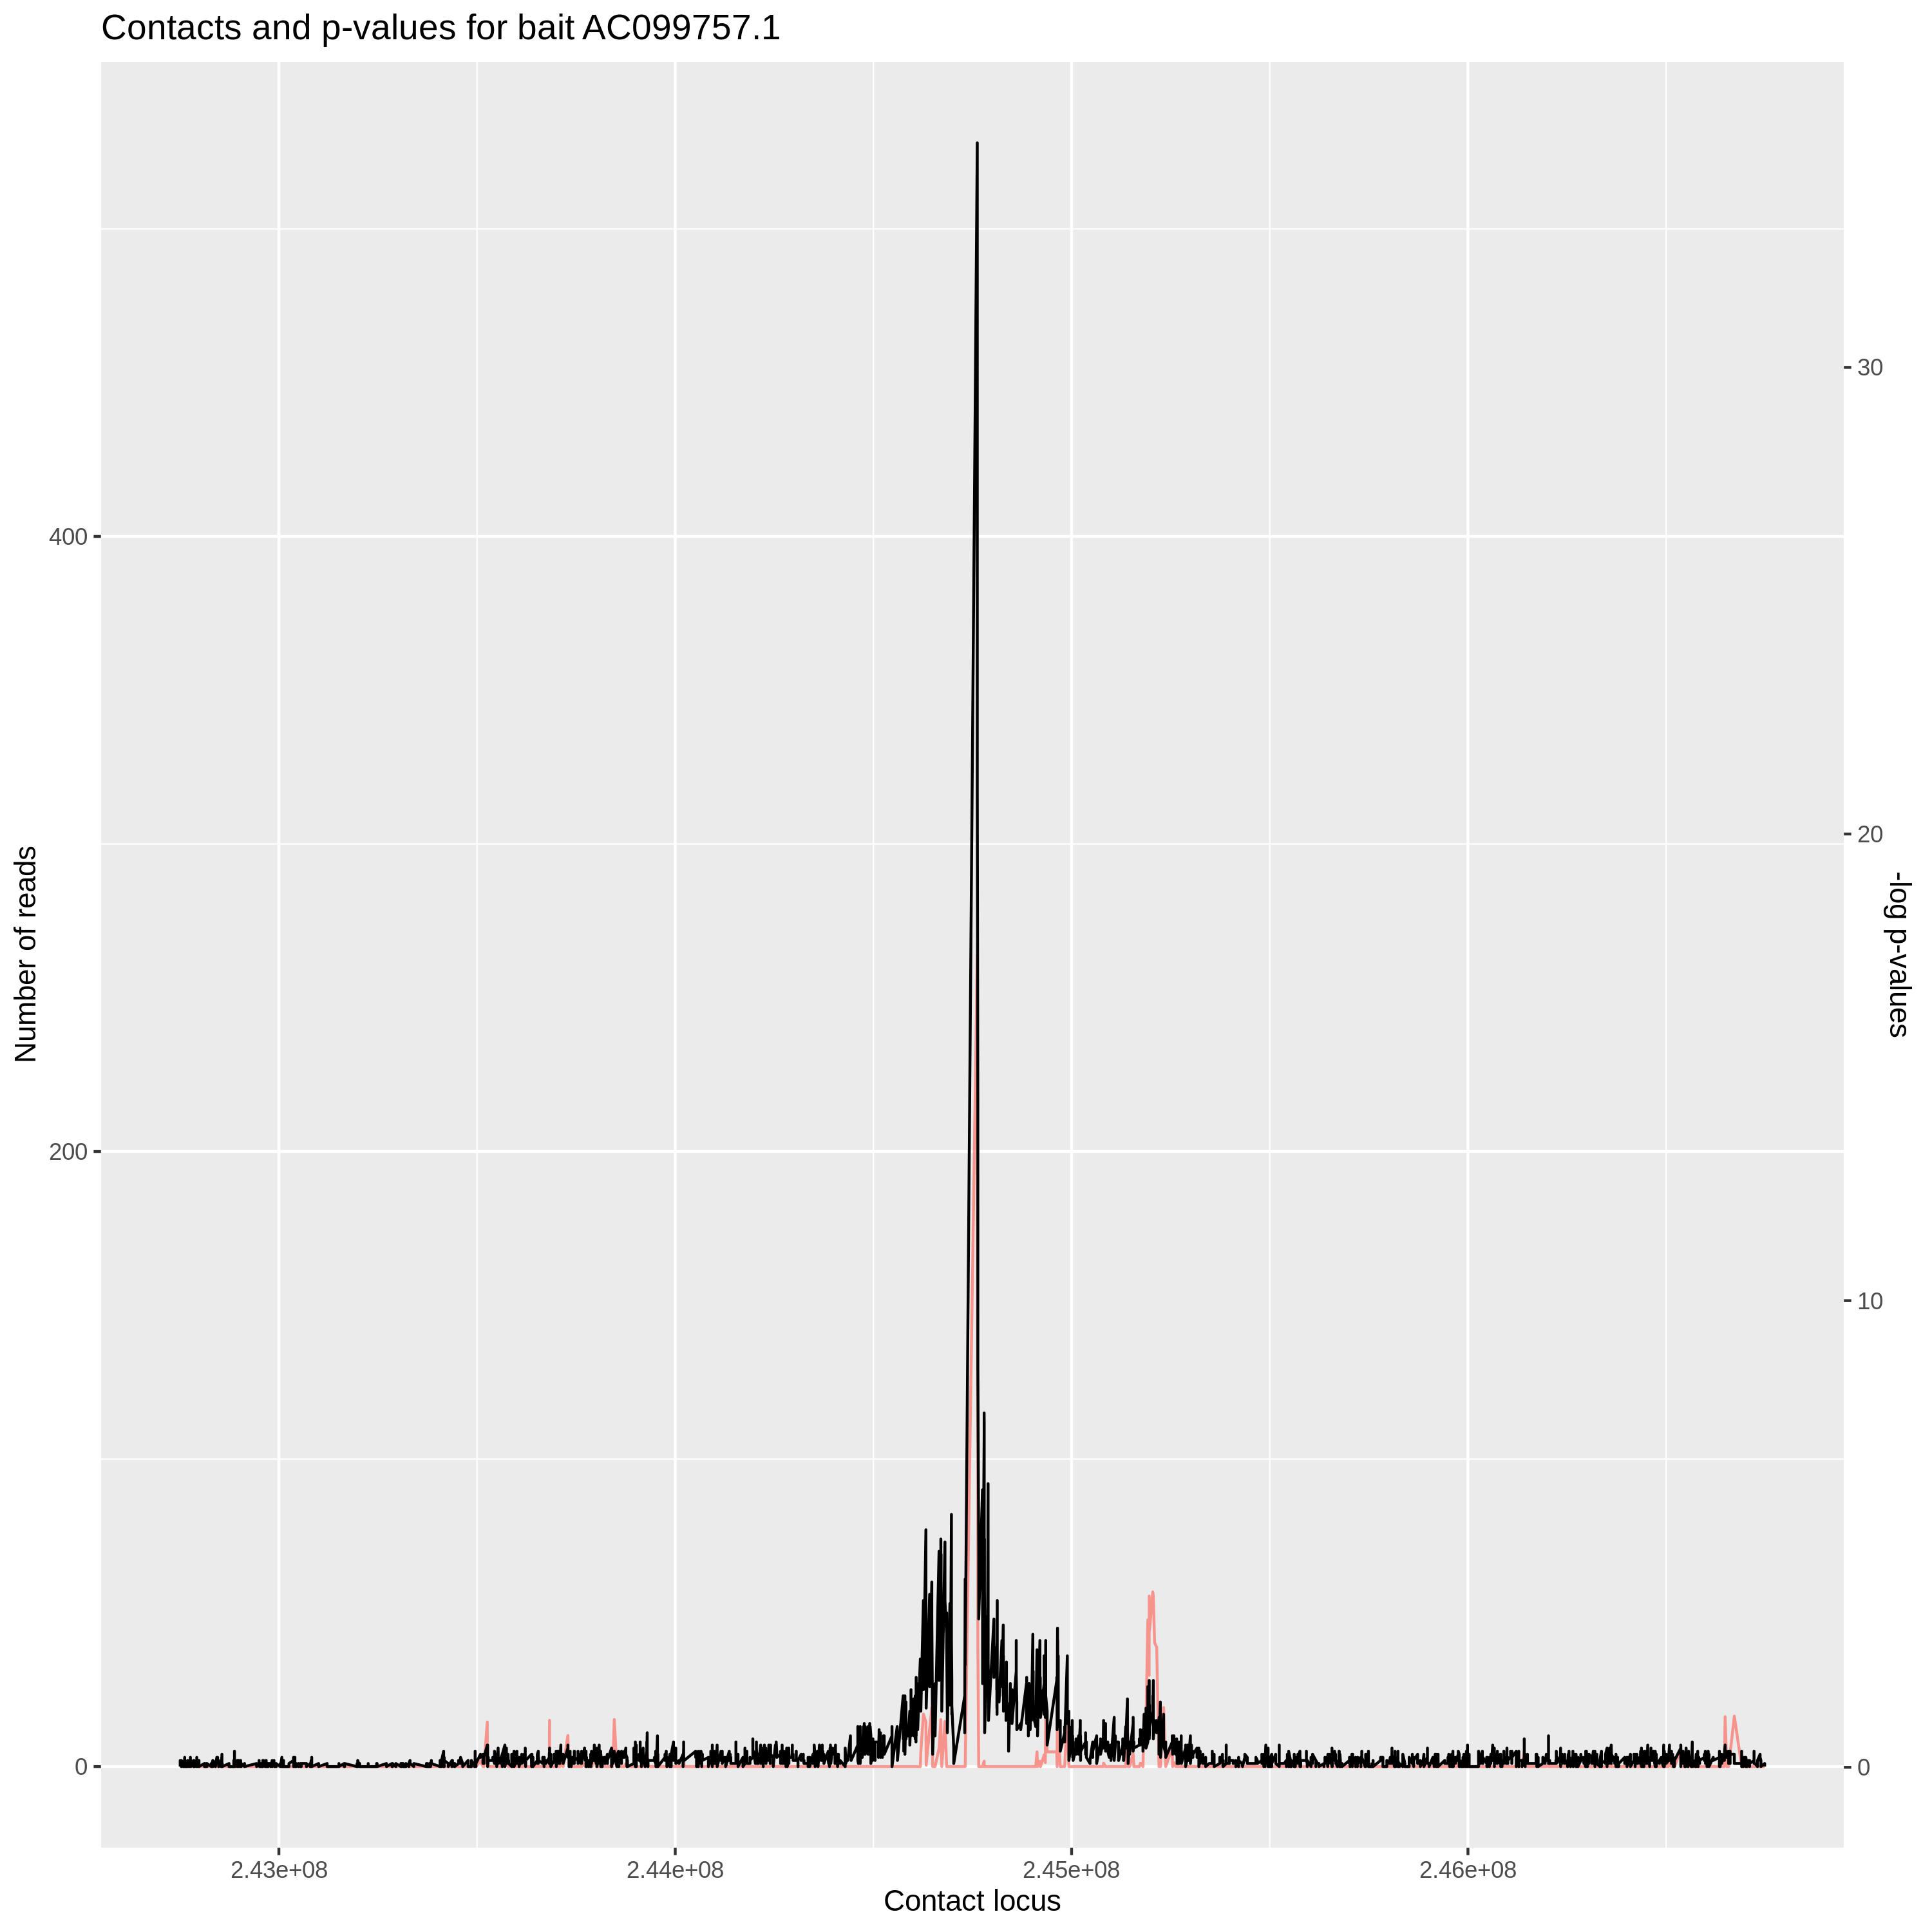 Contacts and p-values for bait AC099757.1
Number of reads
400
200
0
30
20
10
0
-log p-values
2.43e+08 2.44e+08 2.45e+08 2.46e+08
Contact locus